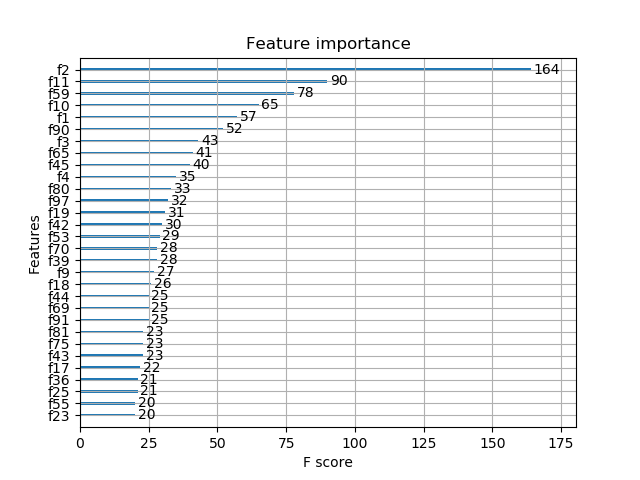 Feature importance
f2 164
f11 90
f59 78
f10 65
f1 57
f90 52
f3 43
f65 41
f45 40
f4 35
f80 33
f97 32
f19 31
f42 30
f53 29
f70 28
f39 28
f9 27
f18 26
f44 25
f69 25
f91 25
f81 23
f75 23
f43 23
f17 22
f36 21
f25 21
f55 20
f23 20
Features
0 25 50 75 100 125 150 175
F score